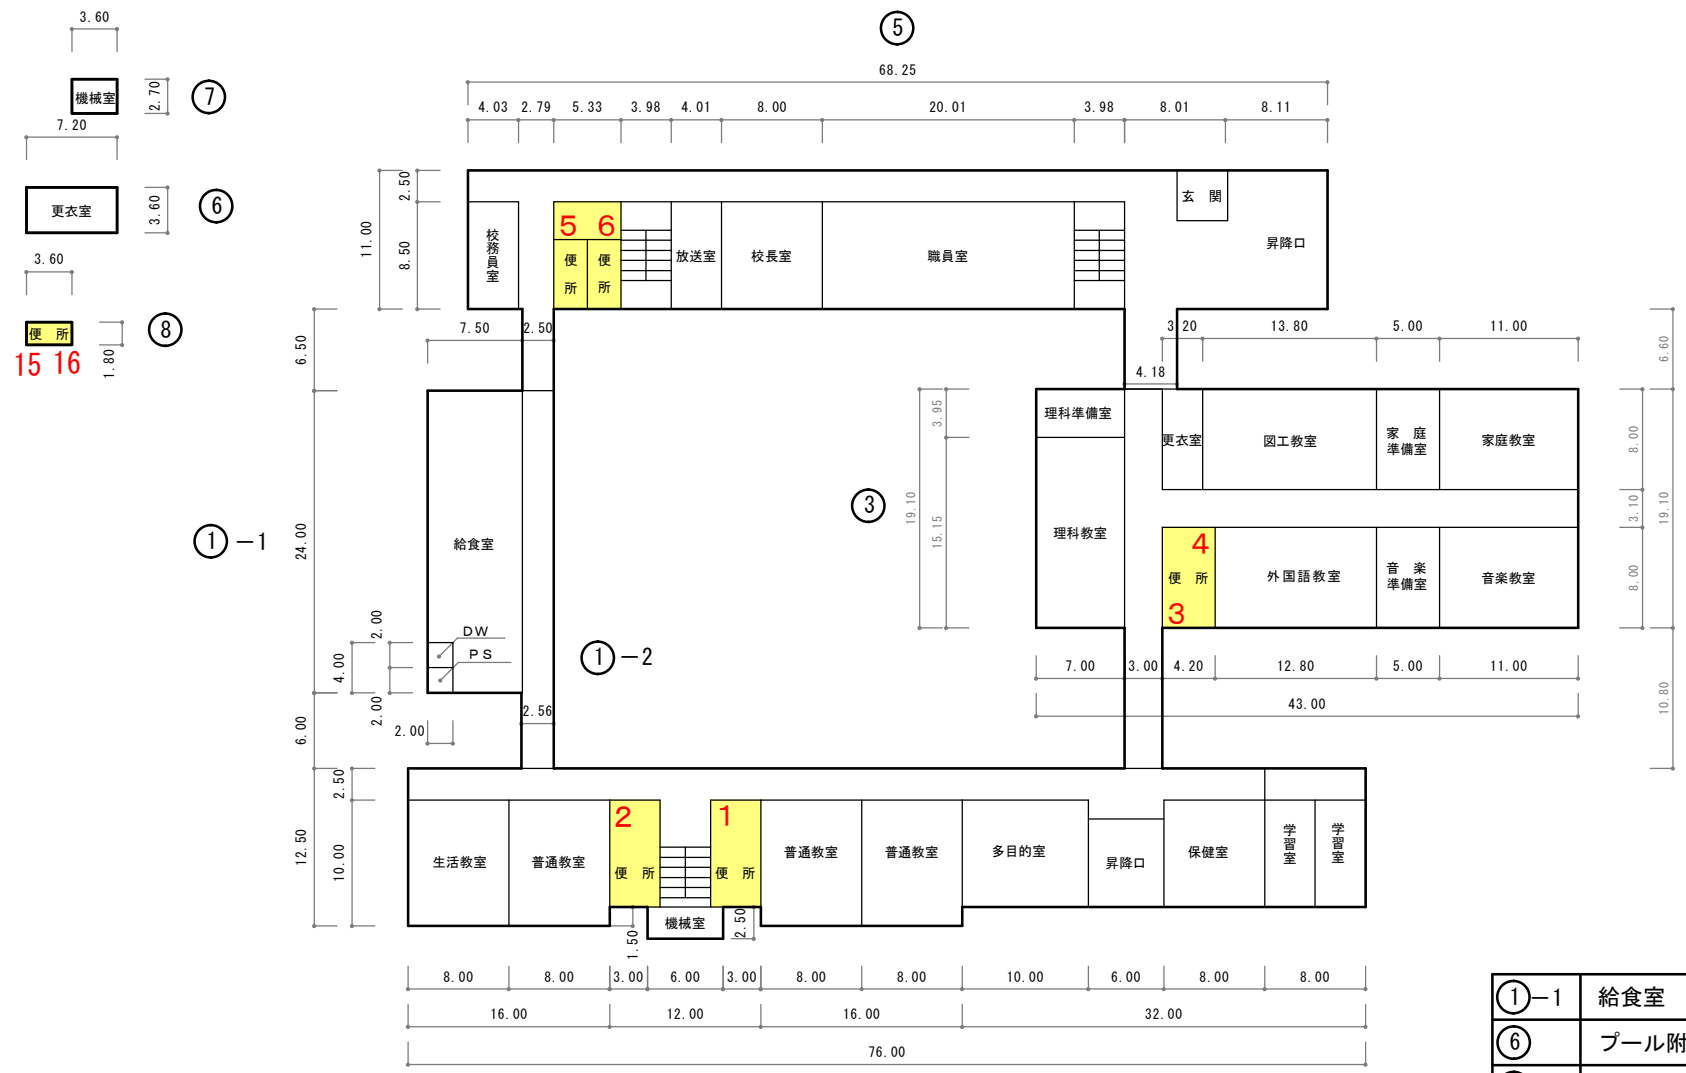 3.60
⑤
68.25
機械室
2.70
⑦
7.20
4.03 2.79 5.33 3.98 4.01 8.00 20.01 3.98 8.01 8.11
更衣室
3.60
⑥
11.00
2.50
8.50
校務員室
5 6
便所
便所
放送室
校長室
職員室
玄 関
昇降口
3.60
便 所
15 16
1.80
⑧
6.50
7.50 2.50
3.20 13.80 5.00 11.00
6.60
4.18
理科準備室
3.95
更衣室
図工教室
家 庭
準備室
家庭教室
8.00
③
19.10
15.15
3.10
19.10
①-1
24.00
給食室
理科教室
4
便 所
3
外国語教室
音 楽
準備室
音楽教室
8.00
2.00
DW
PS
4.00
2.00
①-2
7.00 3.00 4.20 12.80 5.00 11.00
43.00
10.80
6.00
2.00
2.56
2.50
12.50
10.00
生活教室
普通教室
2
便 所
1
便 所
普通教室
普通教室
多目的室
昇降口
保健室
学習室
学習室
機械室
1.50
2.50
8.00 8.00 3.00 6.00 3.00 8.00 8.00 10.00 6.00 8.00 8.00
16.00 12.00 16.00 32.00
76.00
①-1 給食室
⑥ プール附